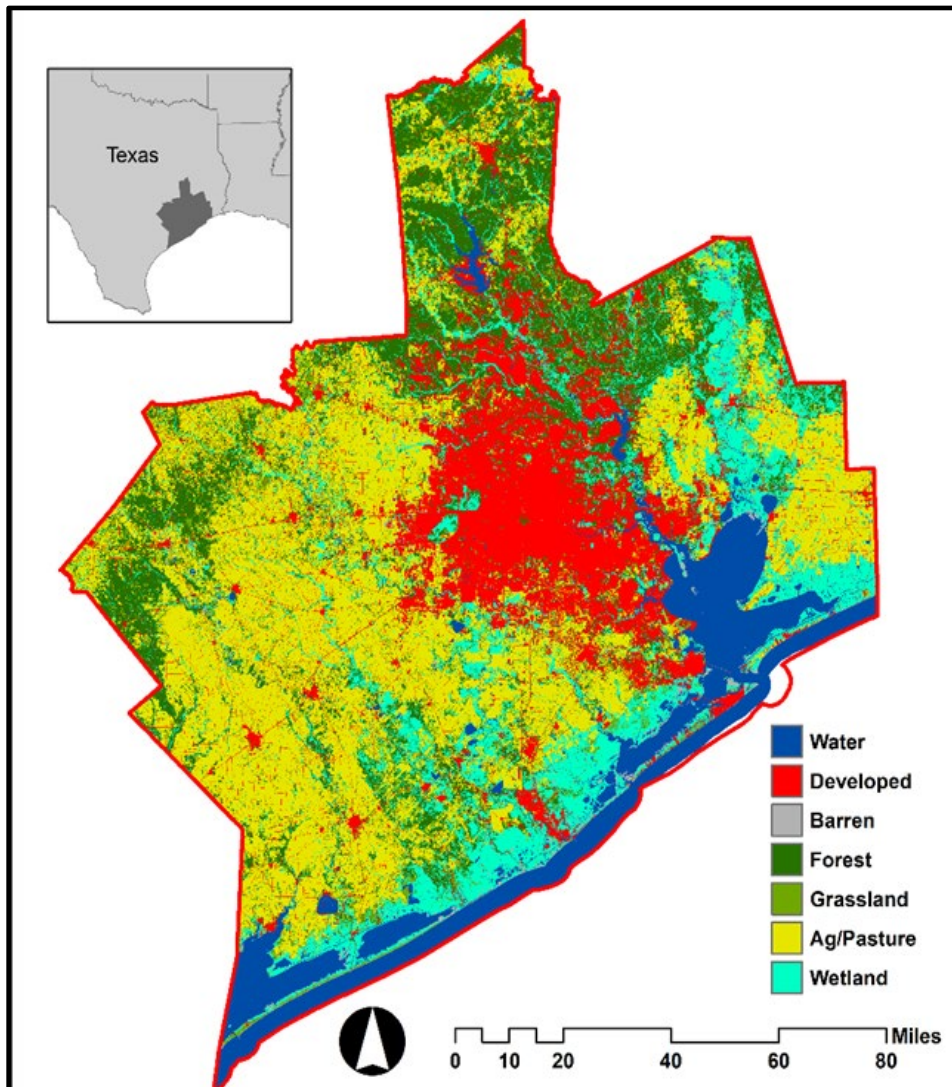 Texas
Water
Developed
Barren
Forest
Grassland
Ag/Pasture
Wetland
Miles
0 10 20 40 60 80